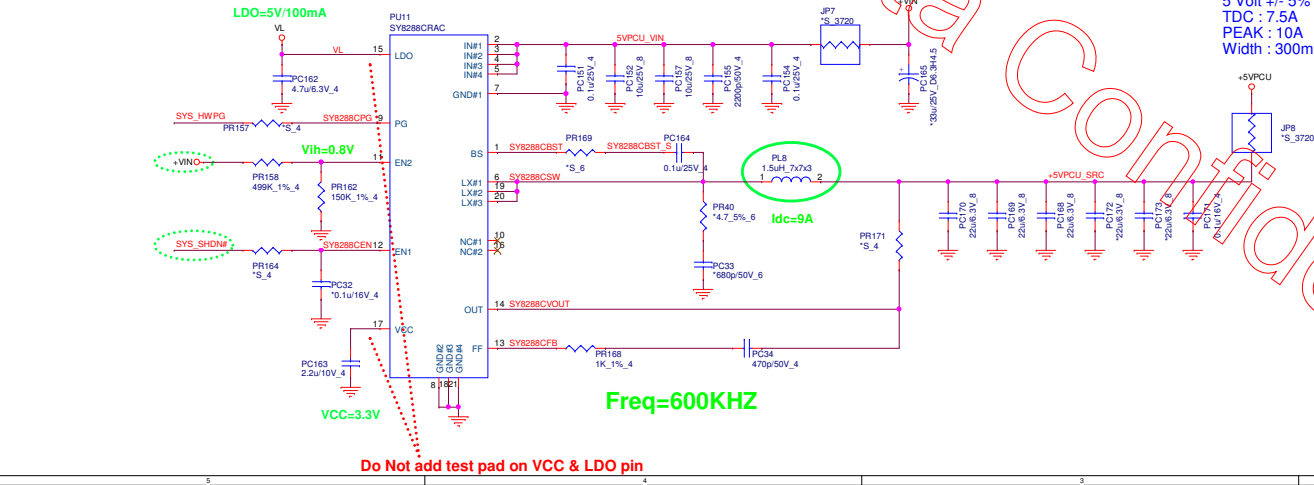 LDO=5V/100mA
VL
PU11
SY8288CRAC
JP7
*S_3720
+VIN
5 Volt +/- 5%
TDC : 7.5A
PEAK : 10A
Width : 300m
15 VL LDO
IN#1 2 5VPCU_VIN
IN#2 3
IN#3 4
IN#4 5
GND#1 7
PC162
4.7u/6.3V_4
PC151
0.1u/25V_4
PC152
10u/25V_8
PC157
10u/25V_8
PC155
2200p/50V_4
PC154
0.1u/25V_4
+
PC165
*33u/25V_D6.3H4.5
+5VPCU
JP8
*S_3720
SYS_HWPG
PR157
*S_4
SY8288CPG 9 PG
Vih=0.8V
+VIN
PR158
499K_1%_4
11 EN2
PR162
150K_1%_4
BS 1 SY8288CBST
PR169
*S_6
SY8288CBST_S
PC164
0.1u/25V_4
LX#1 6 SY8288CSW
LX#2 19
LX#3 20
PL8
1.5uH_7x7x3
1 2
Idc=9A
+5VPCU_SRC
PR40
*4.7_5%_6
PC33
*680p/50V_6
PR171
*S_4
PC170
22u/6.3V_8
PC169
22u/6.3V_8
PC168
22u/6.3V_8
PC172
*22u/6.3V_8
PC173
*22u/6.3V_8
PC171
0.1u/16V_4
SYS_SHDN#
PR164
*S_4
SY8288CEN 12 EN1
PC32
*0.1u/16V_4
NC#1 10
NC#2 16
OUT 14 SY8288CVOUT
17 VCC
PC163
2.2u/10V_4
FF 13 SY8288CFB
PR168
1K_1%_4
PC34
470p/50V_4
GND#2
GND#3
GND#4
8 18 21
VCC=3.3V
Freq=600KHZ
Do Not add test pad on VCC & LDO pin
5 4 3